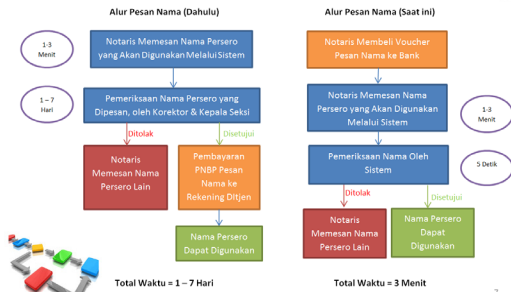 Alur Pesan Nama (Dahulu)
1-3
Menit
Notaris Memesan Nama Persero
yang Akan Digunakan Melalui Sistem
1 – 7
Hari
Pemeriksaan Nama Persero yang
Dipesan, oleh Korektor & Kepala Seksi
Ditolak
Disetujui
Notaris
Memesan Nama
Persero Lain
Pembayaran
PNBP Pesan
Nama ke
Rekening Ditjen
Nama Persero
Dapat Digunakan
Total Waktu = 1 – 7 Hari
Alur Pesan Nama (Saat ini)
Notaris Membeli Voucher
Pesan Nama ke Bank
Notaris Memesan Nama
Persero yang Akan Digunakan
Melalui Sistem
1-3
Menit
Pemeriksaan Nama Oleh
Sistem
5 Detik
Ditolak
Disetujui
Notaris
Memesan Nama
Persero Lain
Nama Persero
Dapat
Digunakan
Total Waktu = 3 Menit